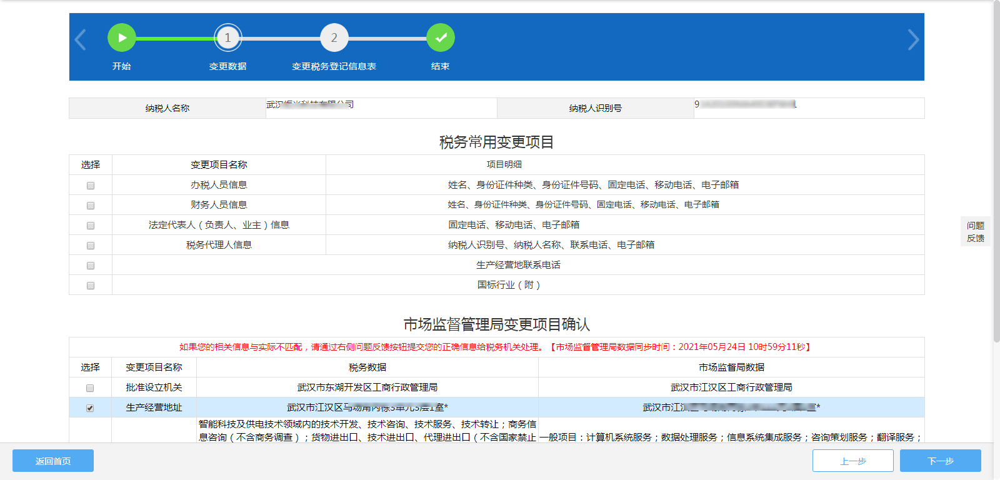 1
2
开始
变更数据
变更税务登记信息表
结束
纳税人名称
武汉
公司
纳税人识别号
9
税务常用变更项目
选择
变更项目名称
项目明细
办税人员信息
姓名、身份证件种类、身份证件号码、固定电话、移动电话、电子邮箱
财务人员信息
姓名、身份证件种类、身份证件号码、固定电话、移动电话、电子邮箱
法定代表人（负责人、业主）信息
固定电话、移动电话、电子邮箱
税务代理人信息
纳税人识别号、纳税人名称、联系电话、电子邮箱
生产经营地联系电话
国标行业（附）
问题
反馈
市场监督管理局变更项目确认
如果您的相关信息与实际不匹配，请通过右侧问题反馈按钮提交您的正确信息给税务机关处理。【市场监督管理局数据同步时间：2021年05月24日 10时59分11秒】
选择
变更项目名称
税务数据
市场监督局数据
批准设立机关
武汉市东湖开发区工商行政管理局
武汉市江汉区工商行政管理局
生产经营地址
武汉市江汉区马场
层1室*
武汉市江汉
室*
智能科技及供电技术领域内的技术开发、技术咨询、技术服务、技术转让；商务信
息咨询（不含商务调查）；货物进出口、技术进出口、代理进出口（不含国家禁止
一般项目：计算机系统服务；数据处理服务；信息系统集成服务；咨询策划服务；翻译服务；
返回首页
上一步
下一步